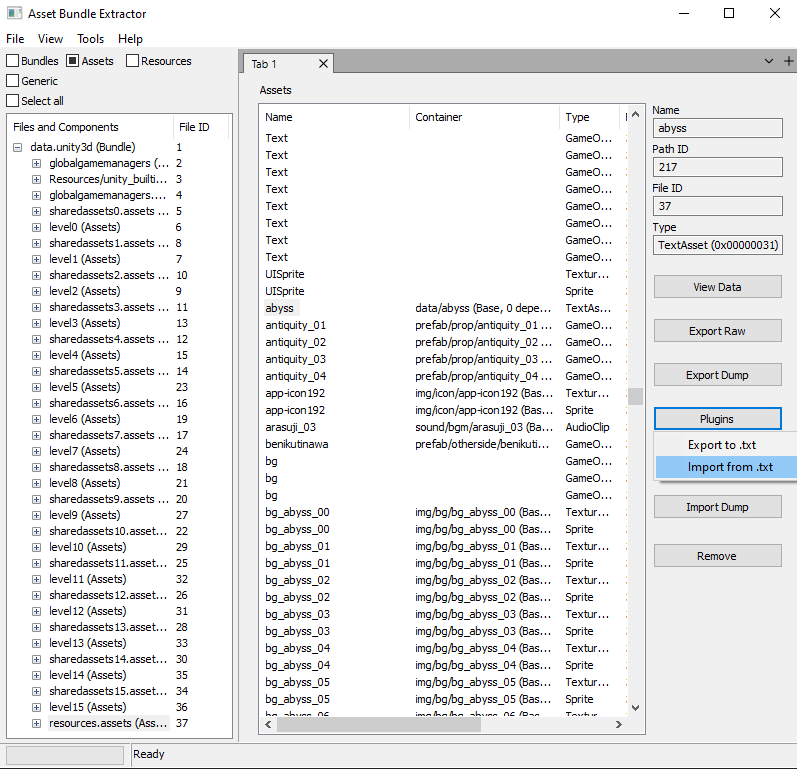 Asset Bundle Extractor
File View Tools Help
Bundles Assets Resources
Generic
Select all
Files and Components File ID
data.unity3d (Bundle) 1
globalgamemanagers (... 2
Resources/unity_builti... 3
globalgamemanagers.... 4
sharedassets0.assets ... 5
level0 (Assets) 6
sharedassets1.assets ... 8
level1 (Assets) 7
sharedassets2.assets ... 10
level2 (Assets) 9
sharedassets3.assets ... 11
level3 (Assets) 13
sharedassets4.assets ... 12
level4 (Assets) 15
sharedassets5.assets ... 14
level5 (Assets) 23
sharedassets6.assets ... 16
level6 (Assets) 19
sharedassets7.assets ... 17
level7 (Assets) 24
sharedassets8.assets ... 18
level8 (Assets) 21
sharedassets9.assets ... 20
level9 (Assets) 27
sharedassets10.asset... 22
level10 (Assets) 29
sharedassets11.asset... 25
level11 (Assets) 32
sharedassets12.asset... 26
level12 (Assets) 31
sharedassets13.asset... 28
level13 (Assets) 33
sharedassets14.asset... 30
level14 (Assets) 35
sharedassets15.asset... 34
level15 (Assets) 36
resources.assets (Ass... 37
Tab 1
Assets
Name Container Type
Text GameO...
Text GameO...
Text GameO...
Text GameO...
Text GameO...
Text GameO...
Text GameO...
Text GameO...
UISprite Textur...
UISprite Sprite
abyss data/abyss (Base, 0 depe... TextAs...
antiquity_01 prefab/prop/antiquity_01 ... GameO...
antiquity_02 prefab/prop/antiquity_02 ... GameO...
antiquity_03 prefab/prop/antiquity_03 ... GameO...
antiquity_04 prefab/prop/antiquity_04 ... GameO...
app-icon192 img/icon/app-icon192 (Bas... Textur...
app-icon192 img/icon/app-icon192 (Bas... Sprite
arasuji_03 sound/bgm/arasuji_03 (Bas... AudioClip
benikutinawa prefab/otherside/benikuti... GameO...
bg GameO...
bg GameO...
bg GameO...
bg_abyss_00 img/bg/bg_abyss_00 (Bas... Textur...
bg_abyss_00 img/bg/bg_abyss_00 (Bas... Sprite
bg_abyss_01 img/bg/bg_abyss_01 (Bas... Textur...
bg_abyss_01 img/bg/bg_abyss_01 (Bas... Sprite
bg_abyss_02 img/bg/bg_abyss_02 (Bas... Textur...
bg_abyss_02 img/bg/bg_abyss_02 (Bas... Sprite
bg_abyss_03 img/bg/bg_abyss_03 (Bas... Textur...
bg_abyss_03 img/bg/bg_abyss_03 (Bas... Sprite
bg_abyss_04 img/bg/bg_abyss_04 (Bas... Textur...
bg_abyss_04 img/bg/bg_abyss_04 (Bas... Sprite
bg_abyss_05 img/bg/bg_abyss_05 (Bas... Textur...
bg_abyss_05 img/bg/bg_abyss_05 (Bas... Sprite
bg_abyss_06 img/bg/bg_abyss_06 (Bas... Textur...
Name
abyss
Path ID
217
File ID
37
Type
TextAsset (0x00000031)
View Data
Export Raw
Export Dump
Plugins
Export to .txt
Import from .txt
Import Dump
Remove
Ready